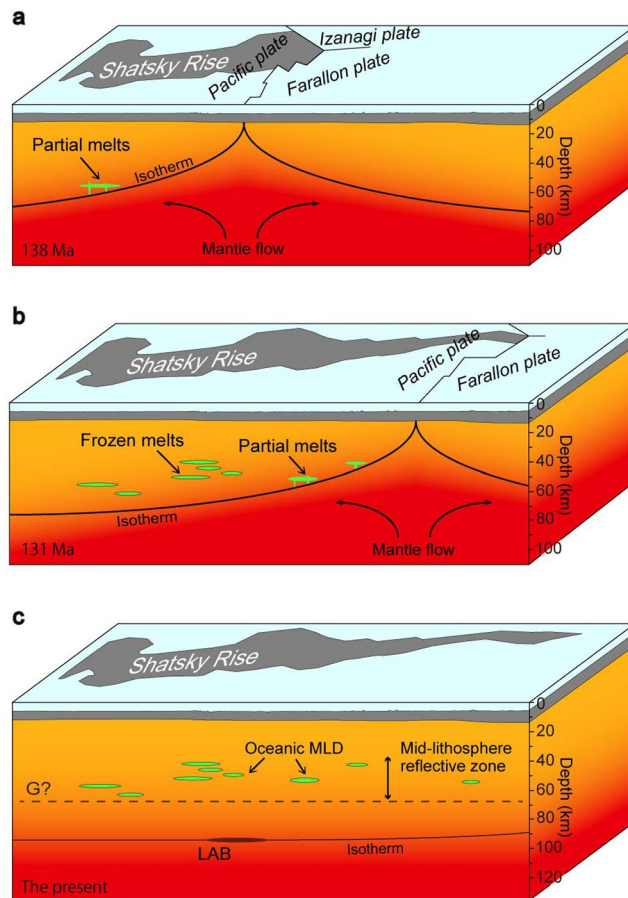 a
Shatsky Rise
Pacific plate
Izanagi plate
Farallon plate
Partial melts
Isotherm
Mantle flow
138 Ma
0
20
40
60
80
100
Depth (km)
b
Shatsky Rise
Pacific plate
Farallon plate
Frozen melts
Partial melts
Isotherm
Mantle flow
131 Ma
0
20
40
60
80
100
Depth (km)
c
Shatsky Rise
Oceanic MLD
Mid-lithosphere
reflective zone
G?
LAB
Isotherm
The present
0
20
40
60
80
100
120
Depth (km)